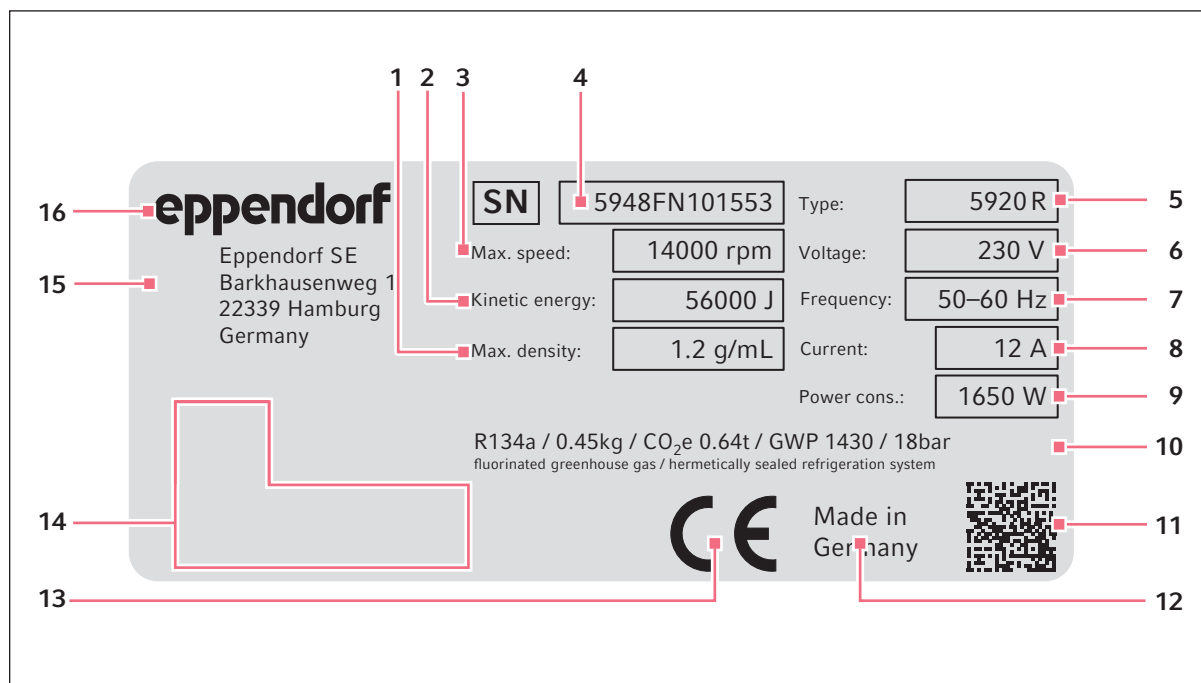 1 2 3 4
16 eppendorf SN 5948FN101553 Type: 5920 R 5
Eppendorf SE Max. speed: 14000 rpm Voltage: 230 V 6
15 Barkhausenweg 1
22339 Hamburg Kinetic energy: 56000 J Frequency: 50–60 Hz 7
Germany Max. density: 1.2 g/mL Current: 12 A 8
Power cons.: 1650 W 9
R134a / 0.45kg / CO₂e 0.64t / GWP 1430 / 18bar 10
fluorinated greenhouse gas / hermetically sealed refrigeration system
14 CE Made in 11
Germany
13 12